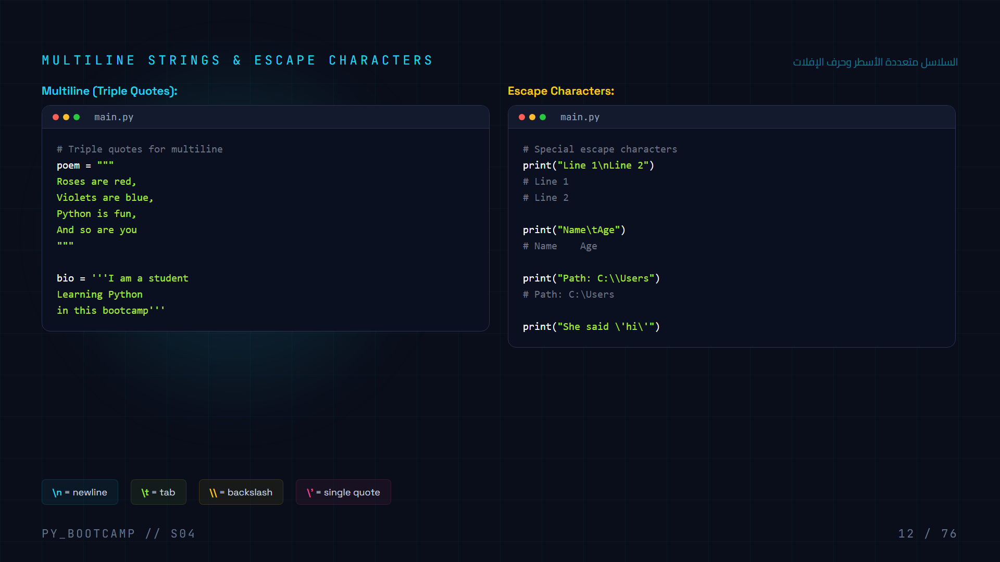 MULTILINE STRINGS & ESCAPE CHARACTERS
السلاسل متعددة الأسطر وحرف الإفلات
Multiline (Triple Quotes):
main.py
# Triple quotes for multiline
poem = """
Roses are red,
Violets are blue,
Python is fun,
And so are you
"""
bio = '''I am a student
Learning Python
in this bootcamp'''
Escape Characters:
main.py
# Special escape characters
print("Line 1\nLine 2")
# Line 1
# Line 2
print("Name\tAge")
# Name    Age
print("Path: C:\\Users")
# Path: C:\Users
print("She said \'hi\'")
\n = newline
\t = tab
\\ = backslash
\’ = single quote
PY_BOOTCAMP // S04
12 / 76